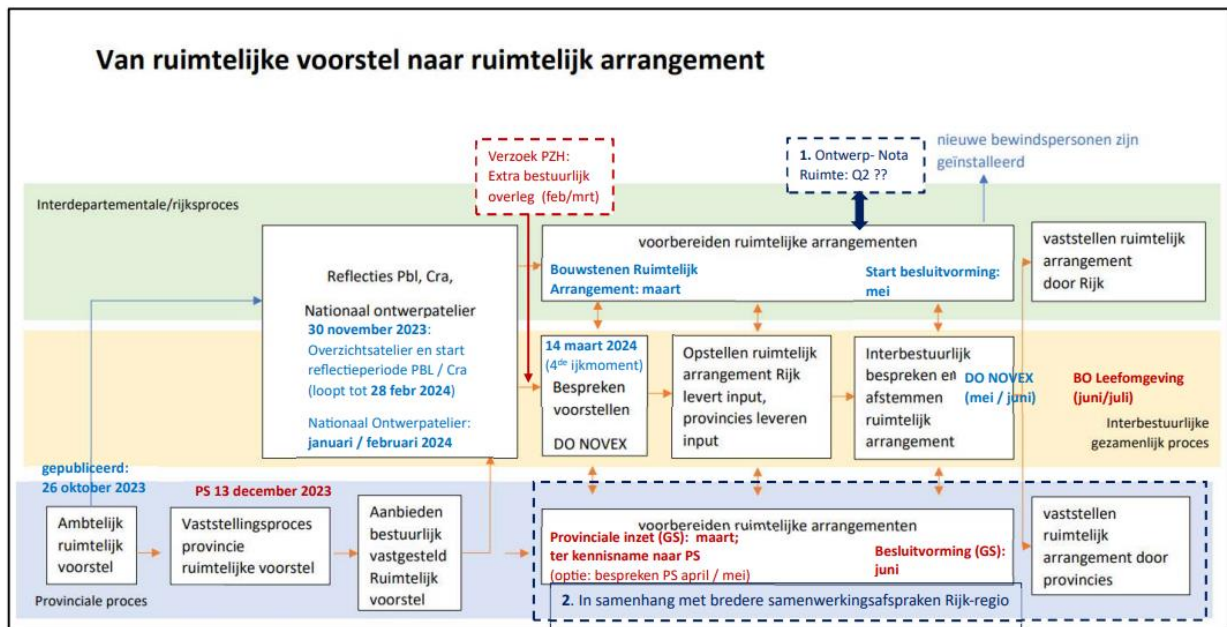 Van ruimtelijke voorstel naar ruimtelijk arrangement
nieuwe bewindspersonen zijn
geïnstalleerd
Verzoek PZH:
Extra bestuurlijk
overleg (feb/mrt)
1. Ontwerp- Nota
Ruimte: Q2 ??
Interdepartementale/rijksproces
Reflecties Pbl, Cra,
Nationaal ontwerpatelier
30 november 2023:
Overzichtsatelier en start
reflectieperiode PBL / Cra
(loopt tot 28 febr 2024)
Nationaal Ontwerpatelier:
januari / februari 2024
voorbereiden ruimtelijke arrangementen
Bouwstenen Ruimtelijk
Arrangement: maart
Start besluitvorming:
mei
vaststellen ruimtelijk
arrangement
door Rijk
14 maart 2024
(4de ijkmoment)
Bespreken
voorstellen
DO NOVEX
Opstellen ruimtelijk
arrangement Rijk
levert input,
provincies leveren
input
Interbestuurlijk
bespreken en
afstemmen
ruimtelijk
arrangement
DO NOVEX
(mei / juni)
BO Leefomgeving
(juni/juli)
Interbestuurlijke
gezamenlijk proces
gepubliceerd:
26 oktober 2023
PS 13 december 2023
Ambtelijk
ruimtelijk
voorstel
Vaststellingsproces
provincie
ruimtelijke voorstel
Aanbieden
bestuurlijk
vastgesteld
Ruimtelijk
voorstel
voorbereiden ruimtelijke arrangementen
Provinciale inzet (GS): maart;
ter kennisname naar PS
(optie: bespreken PS april / mei)
Besluitvorming (GS):
juni
vaststellen
ruimtelijk
arrangement door
provincies
Provinciale proces
2. In samenhang met bredere samenwerkingsafspraken Rijk-regio